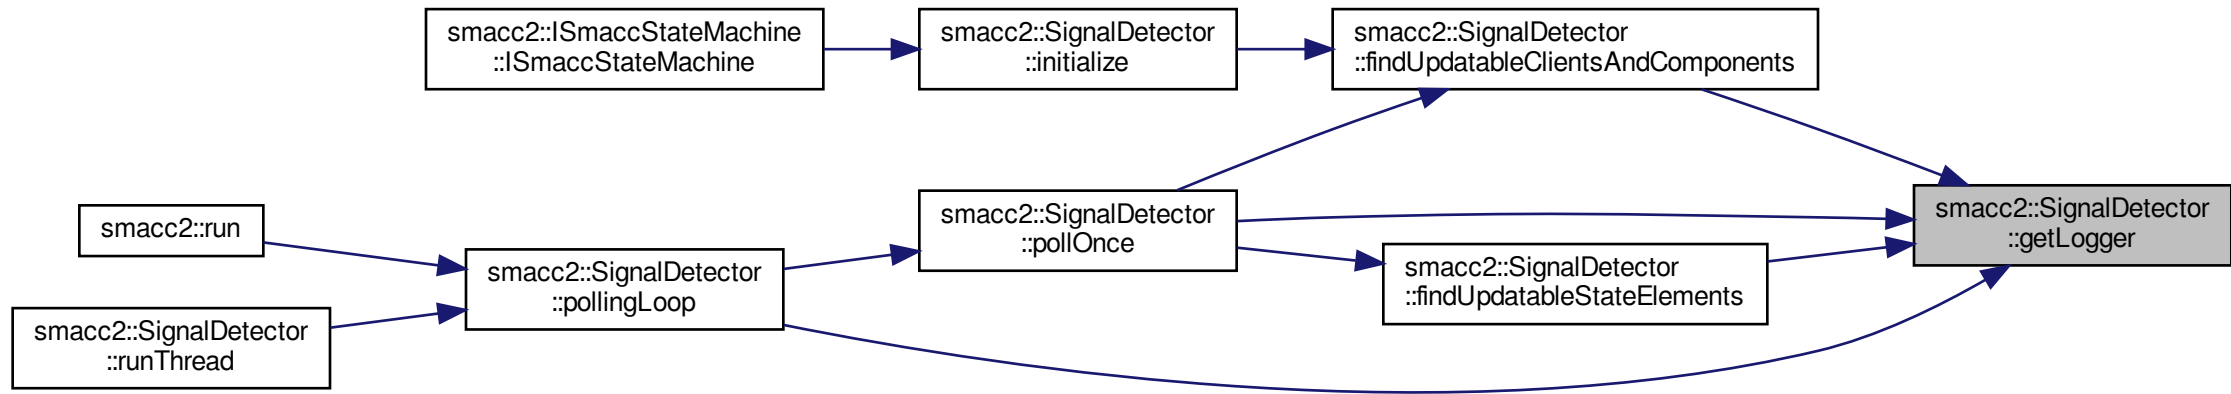 smacc2::ISmaccStateMachine
::ISmaccStateMachine
smacc2::SignalDetector
::initialize
smacc2::SignalDetector
::findUpdatableClientsAndComponents
smacc2::run
smacc2::SignalDetector
::runThread
smacc2::SignalDetector
::pollingLoop
smacc2::SignalDetector
::pollOnce
smacc2::SignalDetector
::findUpdatableStateElements
smacc2::SignalDetector
::getLogger